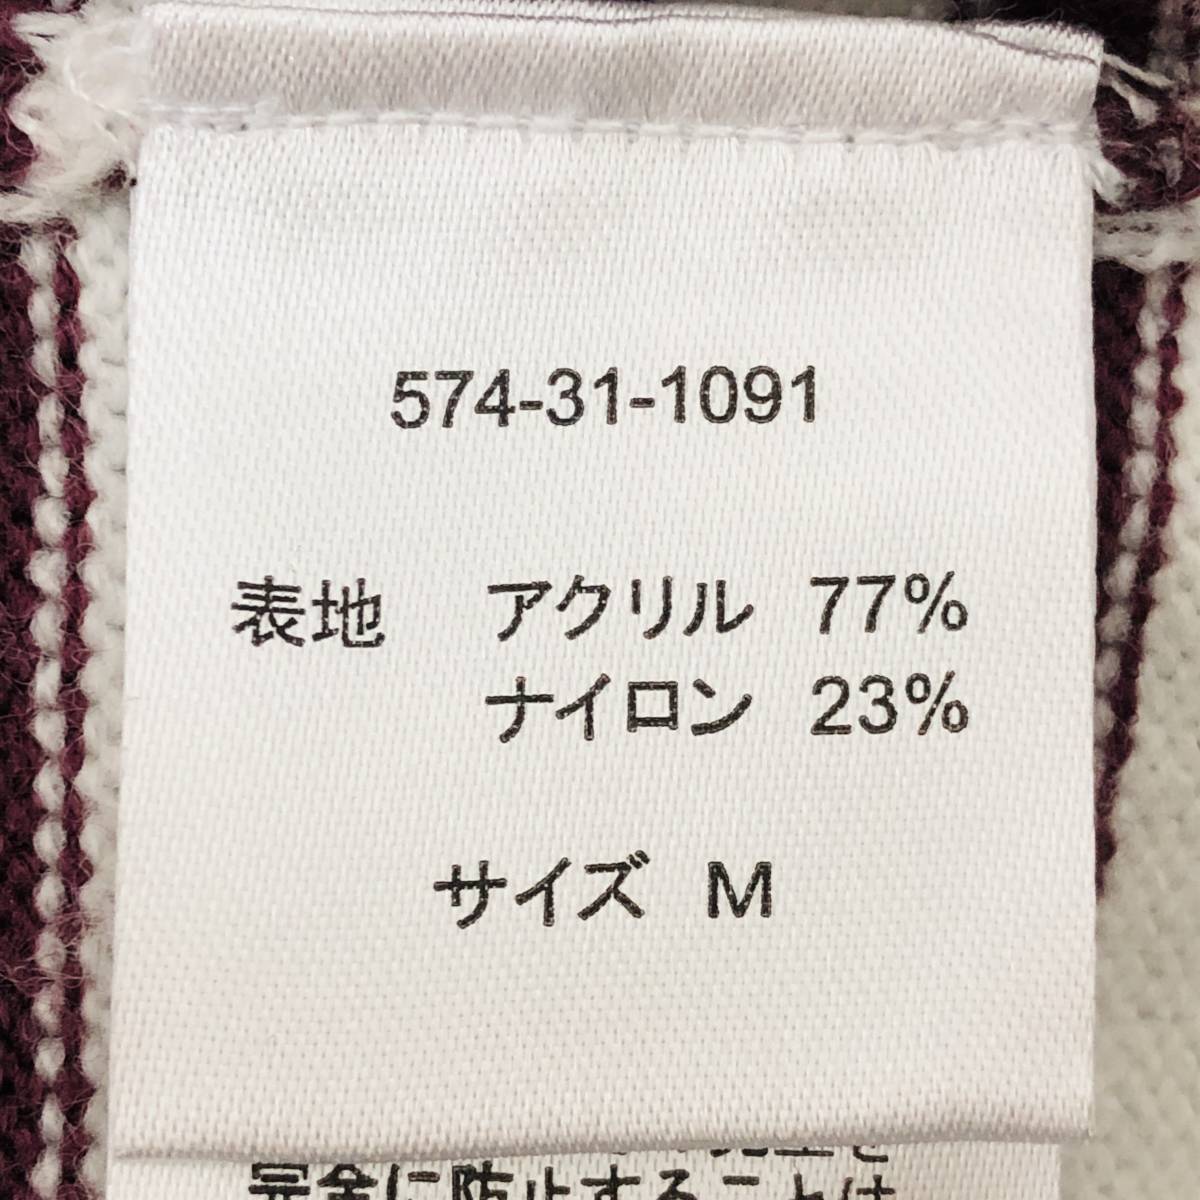 574-31-1091
表地 アクリル 77%
ナイロン 23%
サイズ M
完全に防止することは